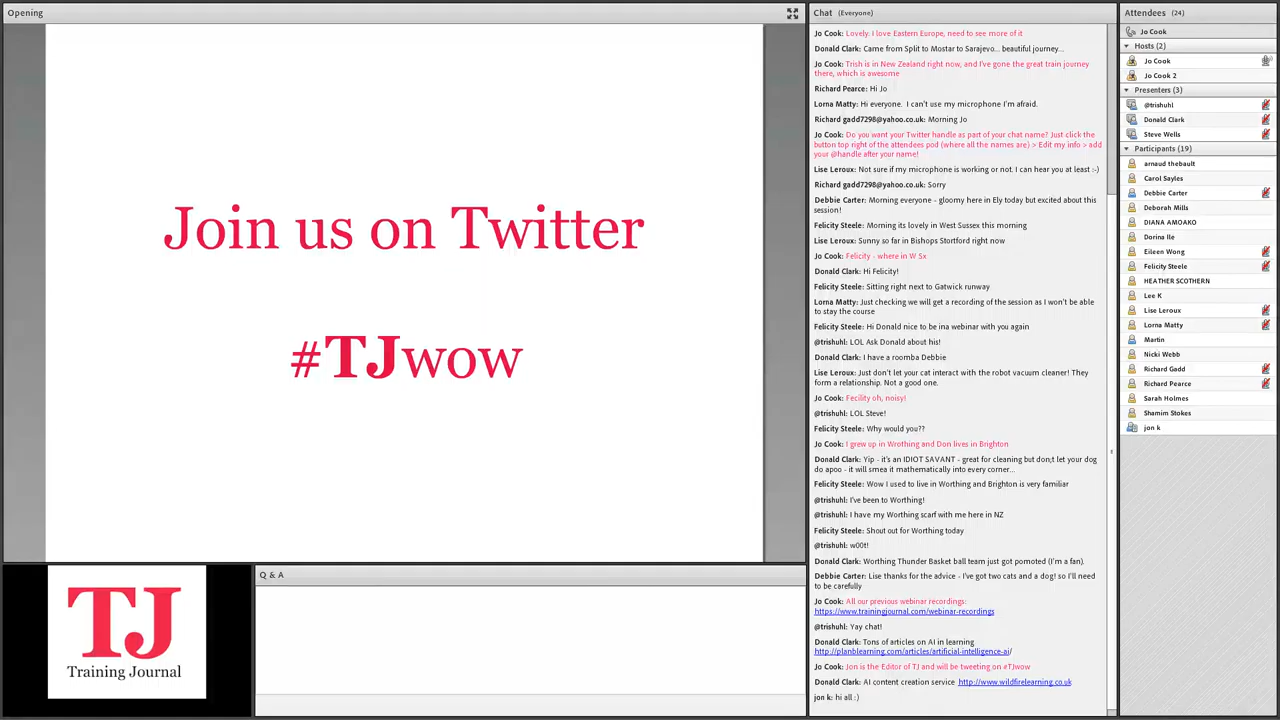 Opening
Join us on Twitter
#TJwow
TJ
Training Journal
Q & A
Chat (Everyone)
Jo Cook: Lovely. I love Eastern Europe, need to see more of it
Donald Clark: Came from Split to Mostar to Sarajevo... beautiful journey...
Jo Cook: Trish is in New Zealand right now, and I've gone the great train journey
there, which is awesome
Richard Pearce: Hi Jo
Lorna Matty: Hi everyone. I can't use my microphone I'm afraid.
Richard gadd7298@yahoo.co.uk: Morning Jo
Jo Cook: Do you want your Twitter handle as part of your chat name? Just click the
button top right of the attendees pod (where all the names are) > Edit my info > add
your @handle after your name!
Lise Leroux: Not sure if my microphone is working or not. I can hear you at least :-)
Richard gadd7298@yahoo.co.uk: Sorry
Debbie Carter: Morning everyone - gloomy here in Ely today but excited about this
session!
Felicity Steele: Morning its lovely in West Sussex this morning
Lise Leroux: Sunny so far in Bishops Stortford right now
Jo Cook: Felicity - where in W Sx
Donald Clark: Hi Felicity!
Felicity Steele: Sitting right next to Gatwick runway
Lorna Matty: Just checking we will get a recording of the session as I won't be able
to stay the course
Felicity Steele: Hi Donald nice to be ina webinar with you again
@trishuhl: LOL Ask Donald about his!
Donald Clark: I have a roomba Debbie
Lise Leroux: Just don't let your cat interact with the robot vacuum cleaner! They
form a relationship. Not a good one.
Jo Cook: Fecility oh, noisy!
@trishuhl: LOL Steve!
Felicity Steele: Why would you??
Jo Cook: I grew up in Wrothing and Don lives in Brighton
Donald Clark: Yip - it's an IDIOT SAVANT - great for cleaning but don;t let your dog
do apoo - it will smea it mathematically into every corner...
Felicity Steele: Wow I used to live in Worthing and Brighton is very familiar
@trishuhl: I've been to Worthing!
@trishuhl: I have my Worthing scarf with me here in NZ
Felicity Steele: Shout out for Worthing today
@trishuhl: w00t!
Donald Clark: Worthing Thunder Basket ball team just got pomoted (I'm a fan).
Debbie Carter: Lise thanks for the advice - I've got two cats and a dog! so I'll need
to be carefully
Jo Cook: All our previous webinar recordings:
https://www.trainingjournal.com/webinar-recordings
@trishuhl: Yay chat!
Donald Clark: Tons of articles on AI in learning
http://planblearning.com/articles/artificial-intelligence-ai/
Jo Cook: Jon is the Editor of TJ and will be tweeting on #TJwow
Donald Clark: AI content creation service http://www.wildfirelearning.co.uk
jon k: hi all :)
Attendees (24)
Jo Cook
Hosts (2)
Jo Cook
Jo Cook 2
Presenters (3)
@trishuhl
Donald Clark
Steve Wells
Participants (19)
arnaud thebault
Carol Sayles
Debbie Carter
Deborah Mills
DIANA AMOAKO
Dorina Ile
Eileen Wong
Felicity Steele
HEATHER SCOTHERN
Lee K
Lise Leroux
Lorna Matty
Martin
Nicki Webb
Richard Gadd
Richard Pearce
Sarah Holmes
Shamim Stokes
jon k